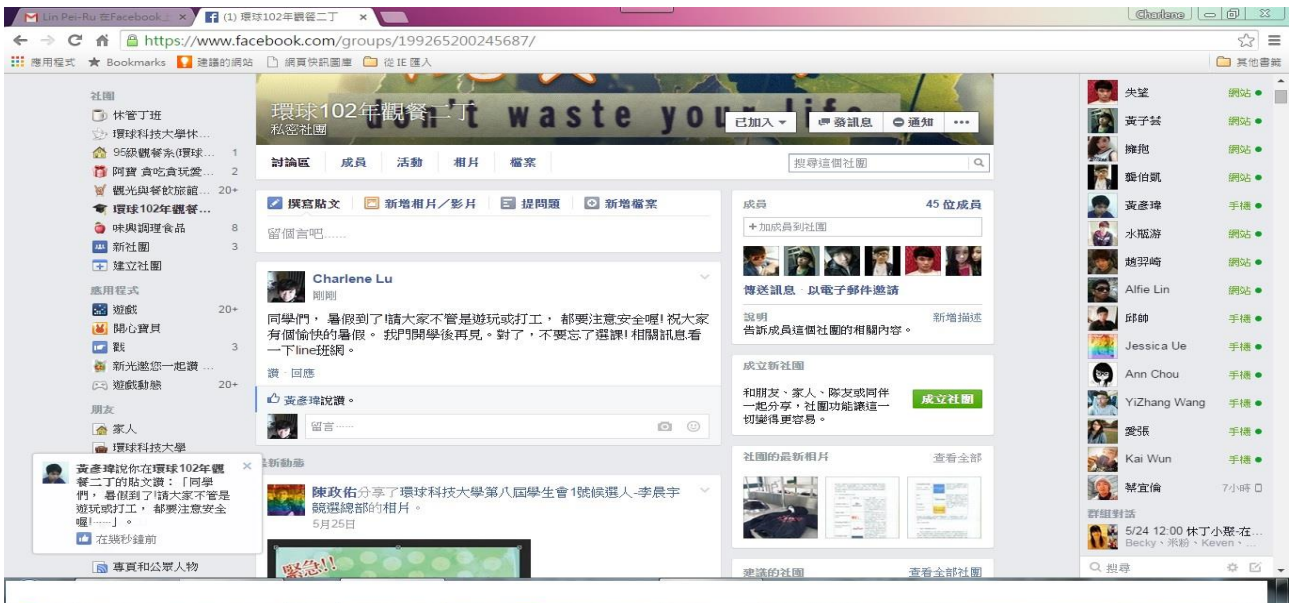 Lin Pei-Ru 在Facebook
(1) 環球102年觀餐二丁
Charlene
https://www.facebook.com/groups/199265200245687/
應用程式
Bookmarks
建議的網站
網頁快訊圖庫
從 IE 匯入
其他書籤
社團
休管丁班
環球科技大學休...
95級觀餐系(環球... 1
阿寶 貪吃貪玩愛... 2
觀光與餐飲旅館... 20+
環球102年觀餐...
味與調理食品 8
新社團 3
建立社團
應用程式
遊戲 20+
開心寶貝
戳 3
新光邀您一起讚 ...
遊戲動態 20+
朋友
家人
環球科技大學
黃彥瑋說你在環球102年觀
餐二丁的貼文讚：「同學
們， 暑假到了!請大家不管是
遊玩或打工， 都要注意安全
喔!……」。
在幾秒鐘前
專頁和公眾人物
don't waste your life
環球102年觀餐二丁
私密社團
已加入
發訊息
通知
...
討論區
成員
活動
相片
檔案
搜尋這個社團
撰寫貼文
新增相片／影片
提問題
新增檔案
留個言吧......
Charlene Lu
剛剛
同學們， 暑假到了!請大家不管是遊玩或打工， 都要注意安全喔! 祝大家
有個愉快的暑假。 我門開學後再見。對了，不要忘了選課! 相關訊息看
一下line班網。
讚 · 回應
黃彥瑋說讚。
留言……
最新動態
陳政佑分享了環球科技大學第八屆學生會1號候選人-李晨宇
競選總部的相片。
5月25日
緊急!!
成員 45 位成員
+加成員到社團
傳送訊息 · 以電子郵件邀請
說明 新增描述
告訴成員這個社團的相關內容。
成立新社團
和朋友、家人、隊友或同伴
一起分享，社團功能讓這一
切變得更容易。
成立社團
社團的最新相片 查看全部
建議的社團 查看全部社團
失望 網站
黃子芸 網站
擁抱 網站
龔伯凱 網站
黃彥瑋 手機
水瓶游 網站
趙羿崎 網站
Alfie Lin 網站
邱帥 手機
Jessica Ue 手機
Ann Chou 手機
YiZhang Wang 手機
愛張 手機
Kai Wun 手機
宜倫 7小時
群組對話
5/24 12:00 休丁小聚-在...
Becky、米粉、Keven、...
搜尋